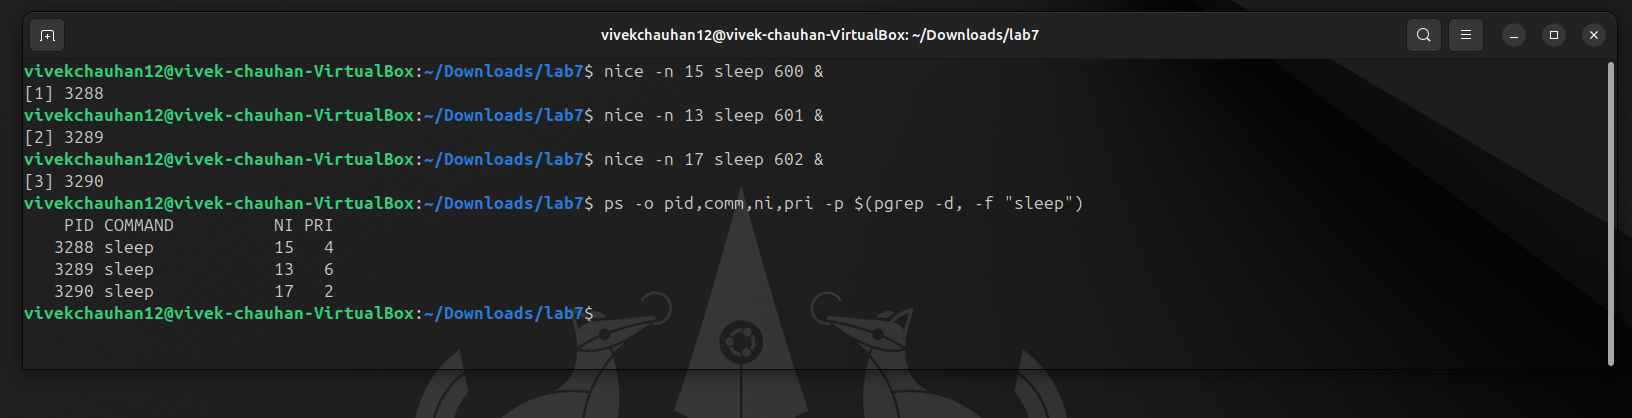 vivekchauhan12@vivek-chauhan-VirtualBox: ~/Downloads/lab7
vivekchauhan12@vivek-chauhan-VirtualBox:~/Downloads/lab7$ nice -n 15 sleep 600 &
[1] 3288
vivekchauhan12@vivek-chauhan-VirtualBox:~/Downloads/lab7$ nice -n 13 sleep 601 &
[2] 3289
vivekchauhan12@vivek-chauhan-VirtualBox:~/Downloads/lab7$ nice -n 17 sleep 602 &
[3] 3290
vivekchauhan12@vivek-chauhan-VirtualBox:~/Downloads/lab7$ ps -o pid,comm,ni,pri -p $(pgrep -d, -f "sleep")
    PID COMMAND          NI PRI
   3288 sleep            15   4
   3289 sleep            13   6
   3290 sleep            17   2
vivekchauhan12@vivek-chauhan-VirtualBox:~/Downloads/lab7$